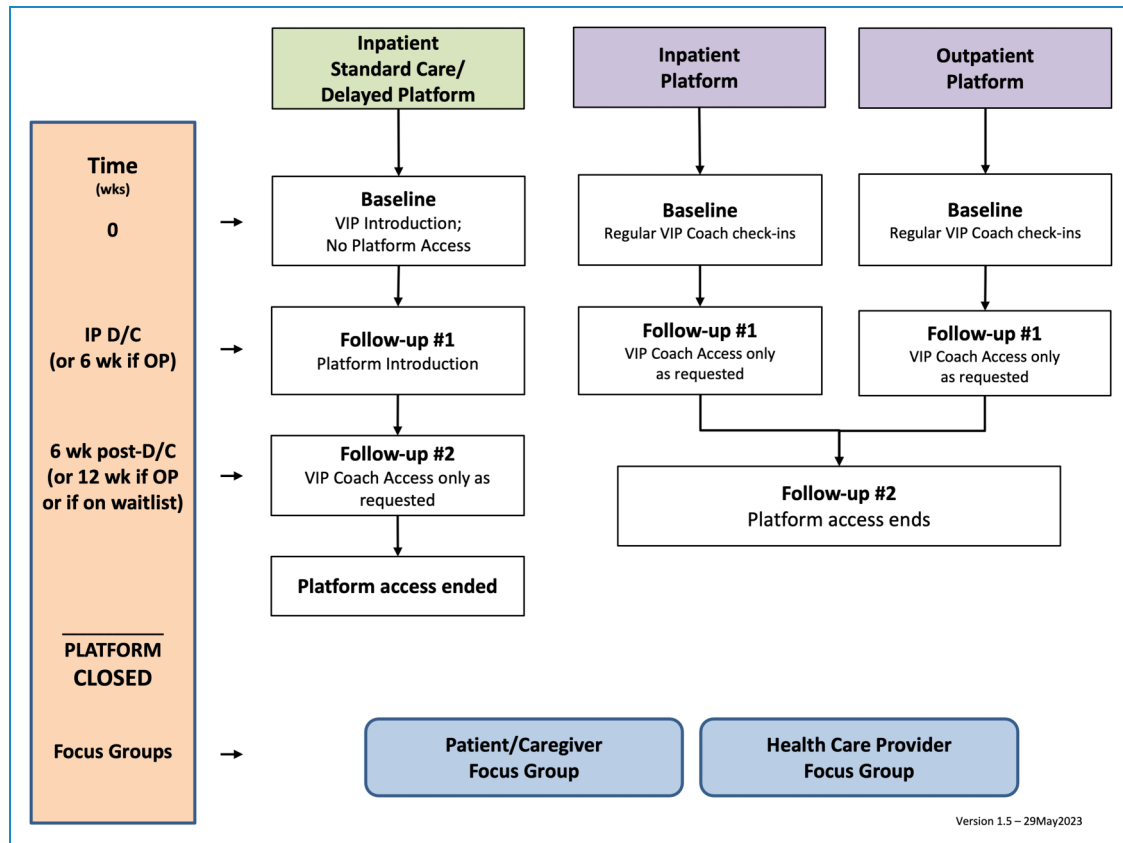 Inpatient
Standard Care/
Delayed Platform
Inpatient
Platform
Outpatient
Platform
Time
(wks)
0
Baseline
VIP Introduction;
No Platform Access
Baseline
Regular VIP Coach check-ins
Baseline
Regular VIP Coach check-ins
IP D/C
(or 6 wk if OP)
Follow-up #1
Platform Introduction
Follow-up #1
VIP Coach Access only
as requested
Follow-up #1
VIP Coach Access only
as requested
6 wk post-D/C
(or 12 wk if OP
or if on waitlist)
Follow-up #2
VIP Coach Access only as
requested
Follow-up #2
Platform access ends
Platform access ended
PLATFORM
CLOSED
Focus Groups
Patient/Caregiver
Focus Group
Health Care Provider
Focus Group
Version 1.5 – 29May2023